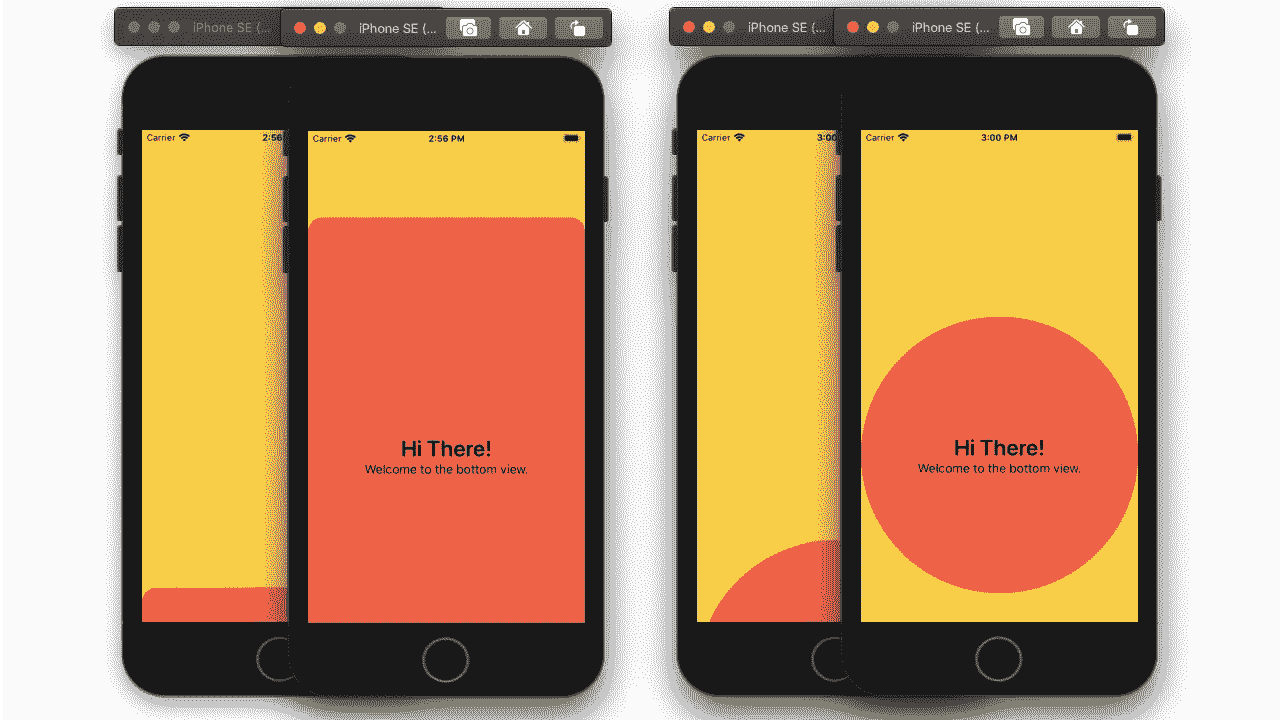 iPhone SE (...
iPhone SE (...
iPhone SE (...
iPhone SE (...
Carrier
2:56
Carrier
2:56 PM
Hi There!
Welcome to the bottom view.
Carrier
3:00
Carrier
3:00 PM
Hi There!
Welcome to the bottom view.